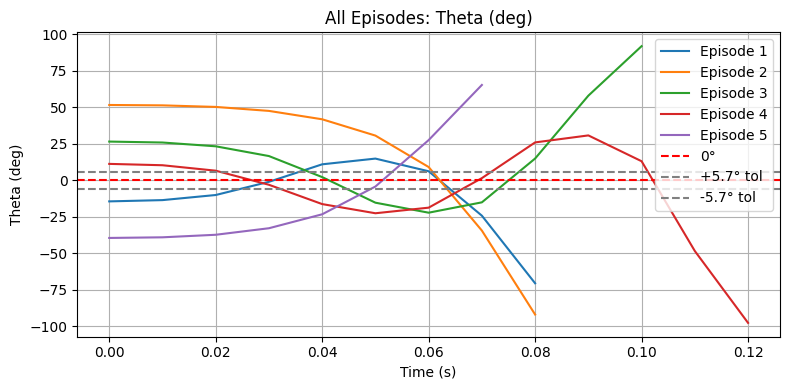 All Episodes: Theta (deg)
Theta (deg)
100
75
50
25
0
−25
−50
−75
−100
0.00
0.02
0.04
0.06
0.08
0.10
0.12
Time (s)
Episode 1
Episode 2
Episode 3
Episode 4
Episode 5
0°
+5.7° tol
-5.7° tol